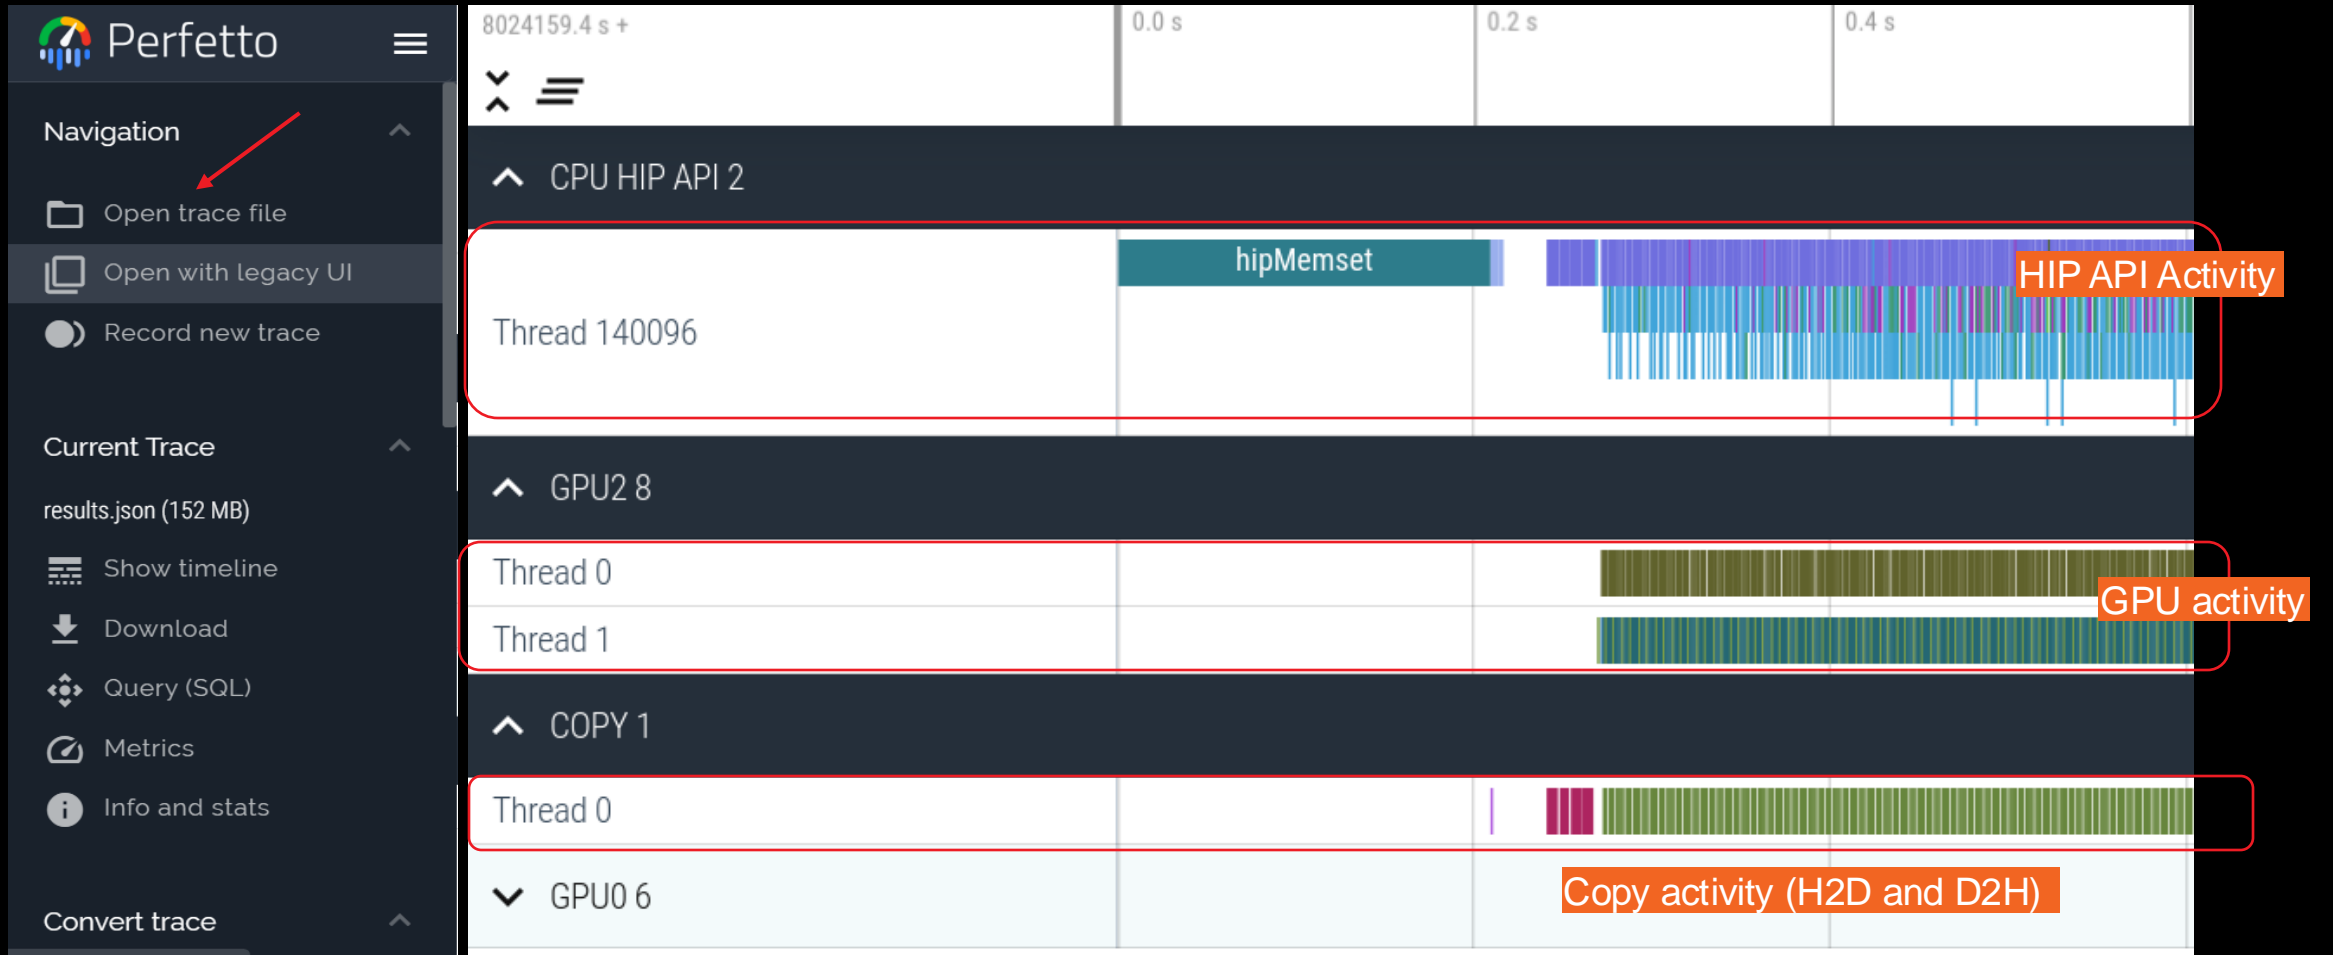 Perfetto
Navigation
Open trace file
Open with legacy UI
Record new trace
Current Trace
results.json (152 MB)
Show timeline
Download
Query (SQL)
Metrics
Info and stats
Convert trace
8024159.4 s +
0.0 s
0.2 s
0.4 s
CPU HIP API 2
hipMemset
HIP API Activity
Thread 140096
GPU2 8
Thread 0
GPU activity
Thread 1
COPY 1
Thread 0
GPU0 6
Copy activity (H2D and D2H)